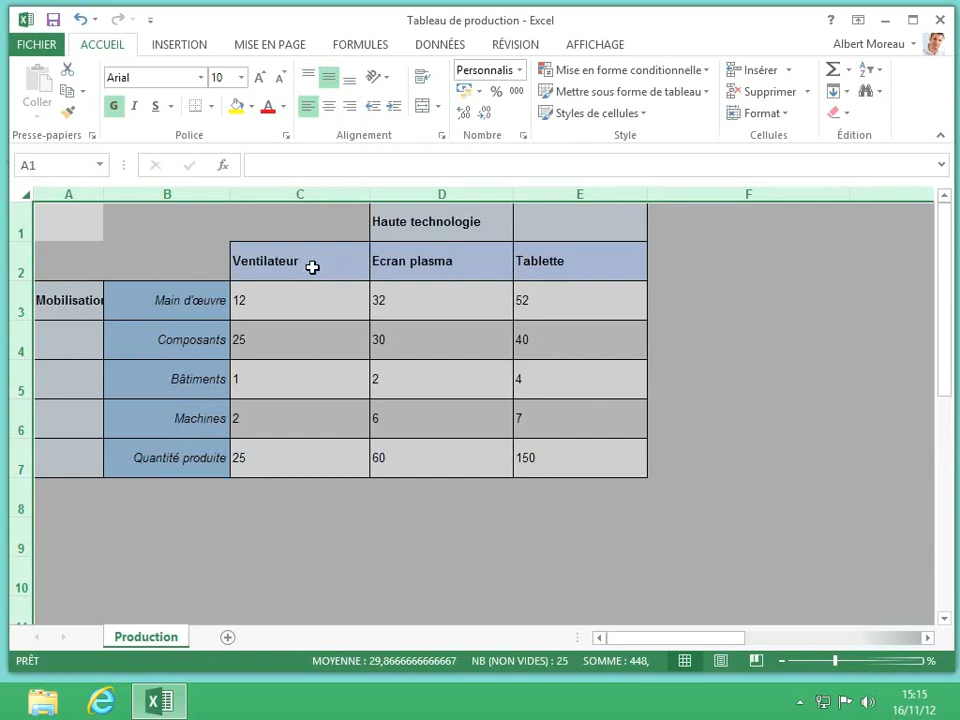 Tableau de production - Excel
?
FICHIER ACCUEIL INSERTION MISE EN PAGE FORMULES DONNÉES RÉVISION AFFICHAGE Albert Moreau
Coller
Arial 10
Personnalis
Mise en forme conditionnelle
Insérer
G I S A
% 000
Mettre sous forme de tableau
Supprimer
Styles de cellules
Format
Presse-papiers Police Alignement Nombre Style Cellules Édition
A1 fx
A B C D E F
1 Haute technologie
2 Ventilateur Ecran plasma Tablette
3 Mobilisation Main d'œuvre 12 32 52
4 Composants 25 30 40
5 Bâtiments 1 2 4
6 Machines 2 6 7
7 Quantité produite 25 60 150
8
9
10
Production
PRÊT MOYENNE : 29,8666666666667 NB (NON VIDES) : 25 SOMME : 448, %
15:15
16/11/12